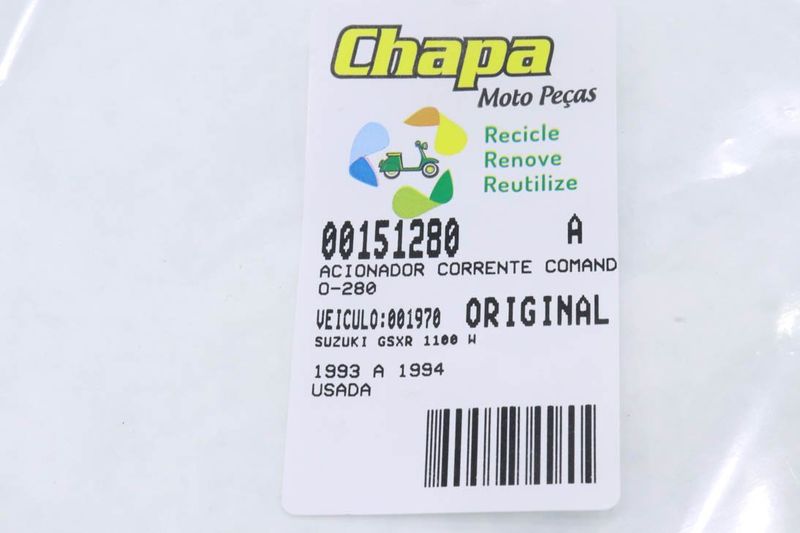 Chapa
Moto Peças
Recicle
Renove
Reutilize
00151280 A
ACIONADOR CORRENTE COMAND
O-280
VEICULO:001970 ORIGINAL
SUZUKI GSXR 1100 W
1993 A 1994
USADA